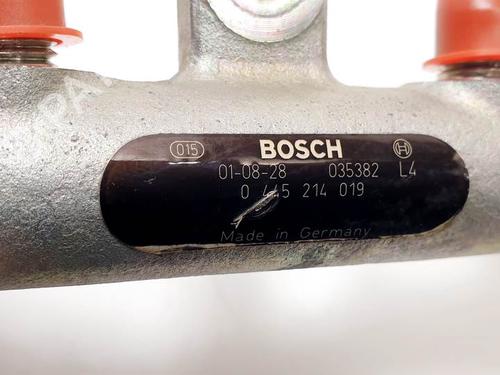 015 BOSCH
01-08-28 035382 L4
0 445 214 019
Made in Germany